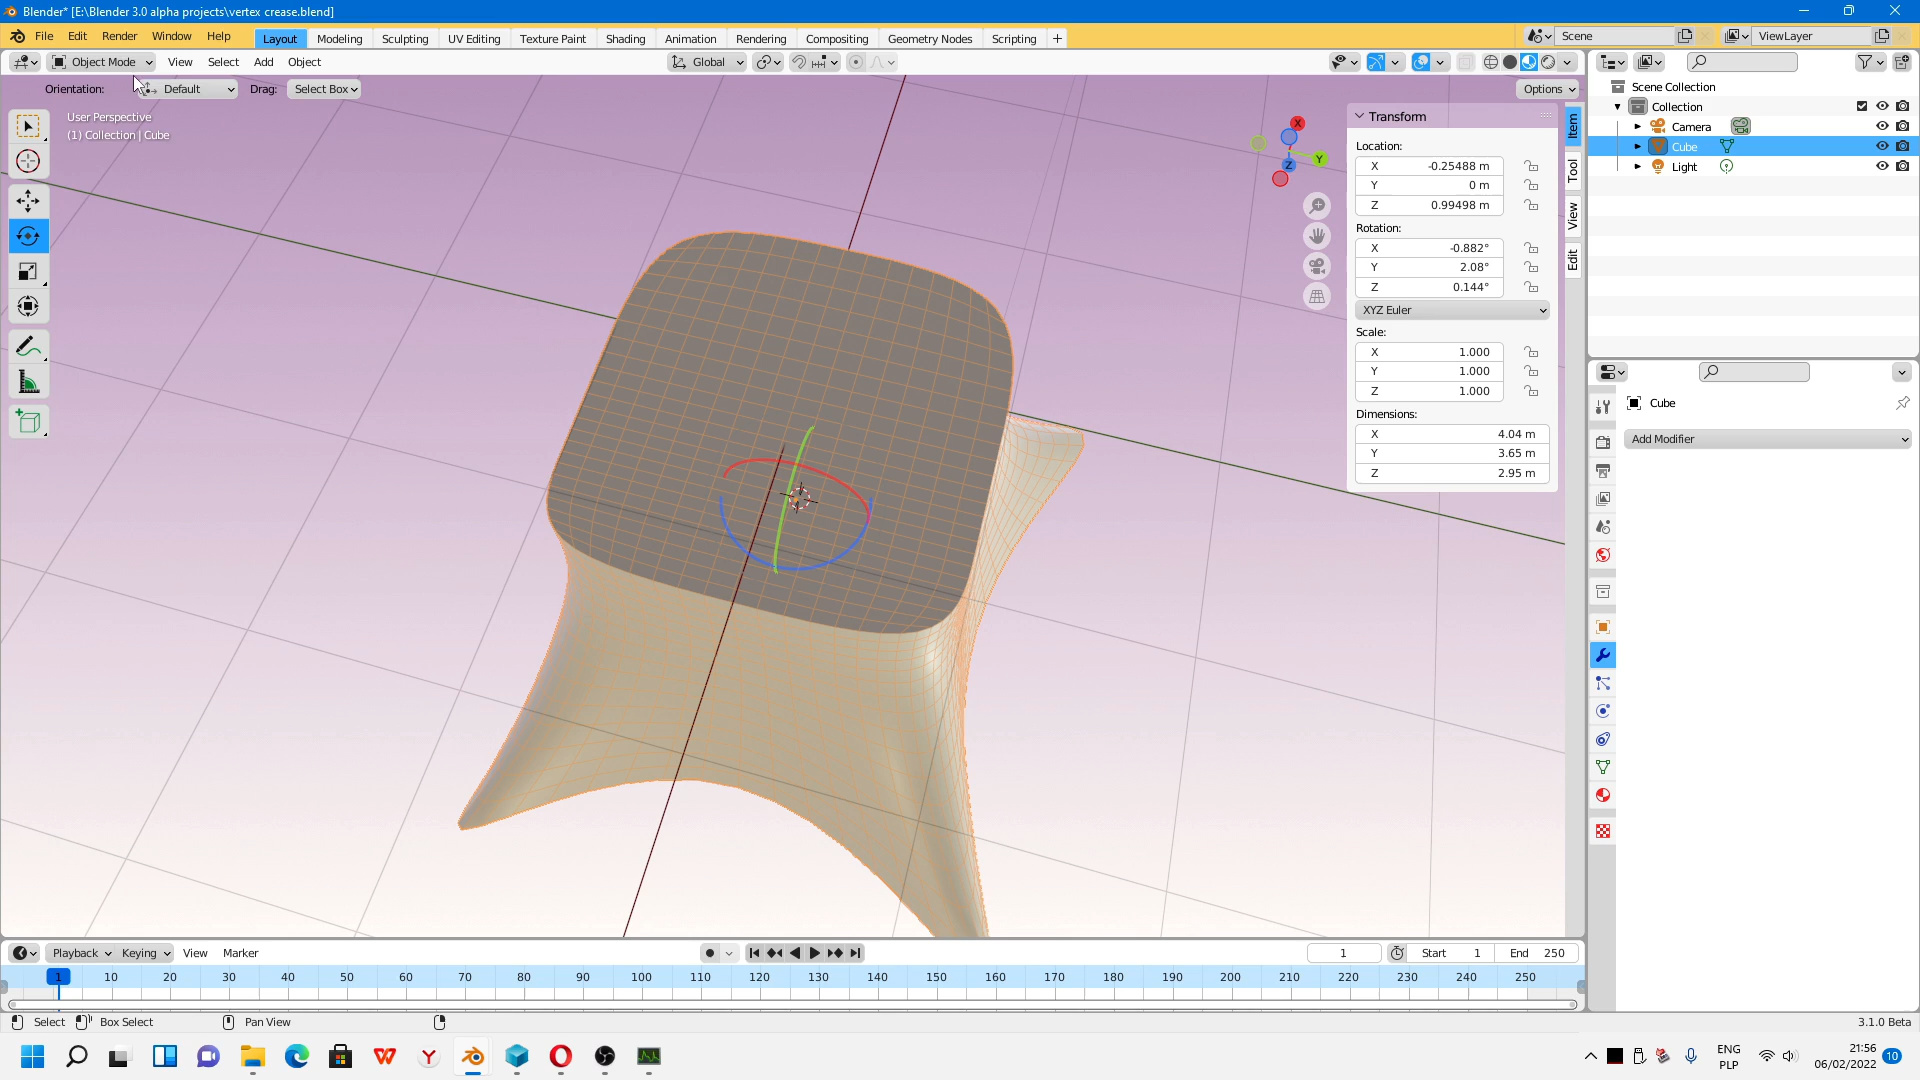 Blender* [E:\Blender 3.0 alpha projects\vertex crease.blend]
File Edit Render Window Help Layout Modeling Sculpting UV Editing Texture Paint Shading Animation Rendering Compositing Geometry Nodes Scripting + Scene ViewLayer
Object Mode View Select Add Object Global
Orientation: Default Drag: Select Box Options
User Perspective
(1) Collection | Cube
X
Y
Z
Transform
Location:
X -0.25488 m
Y 0 m
Z 0.99498 m
Rotation:
X -0.882°
Y 2.08°
Z 0.144°
XYZ Euler
Scale:
X 1.000
Y 1.000
Z 1.000
Dimensions:
X 4.04 m
Y 3.65 m
Z 2.95 m
Item
Tool
View
Edit
Scene Collection
Collection
Camera
Cube
Light
Cube
Add Modifier
Playback Keying View Marker 1 Start 1 End 250
1 10 20 30 40 50 60 70 80 90 100 110 120 130 140 150 160 170 180 190 200 210 220 230 240 250
Select Box Select Pan View 3.1.0 Beta
ENG
PLP
21:56
06/02/2022
10